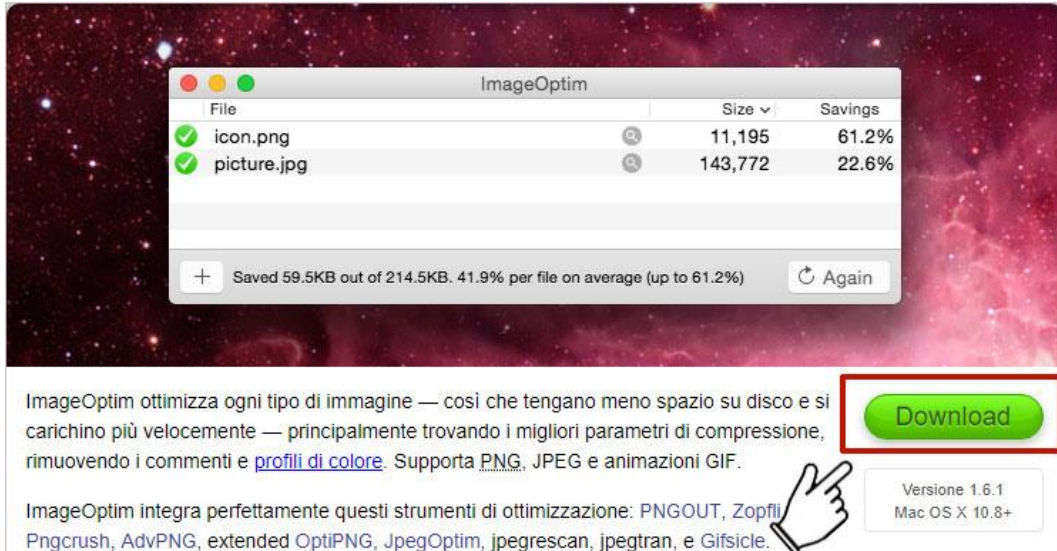 ImageOptim
File Size Savings
icon.png 11,195 61.2%
picture.jpg 143,772 22.6%
+ Saved 59.5KB out of 214.5KB. 41.9% per file on average (up to 61.2%) Again
ImageOptim ottimizza ogni tipo di immagine — così che tengano meno spazio su disco e si
carichino più velocemente — principalmente trovando i migliori parametri di compressione,
rimuovendo i commenti e profili di colore. Supporta PNG, JPEG e animazioni GIF.
Download
Versione 1.6.1
Mac OS X 10.8+
ImageOptim integra perfettamente questi strumenti di ottimizzazione: PNGOUT, Zopfli
Pngcrush, AdvPNG, extended OptiPNG, JpegOptim, jpegrescan, jpegtran, e Gifsicle.